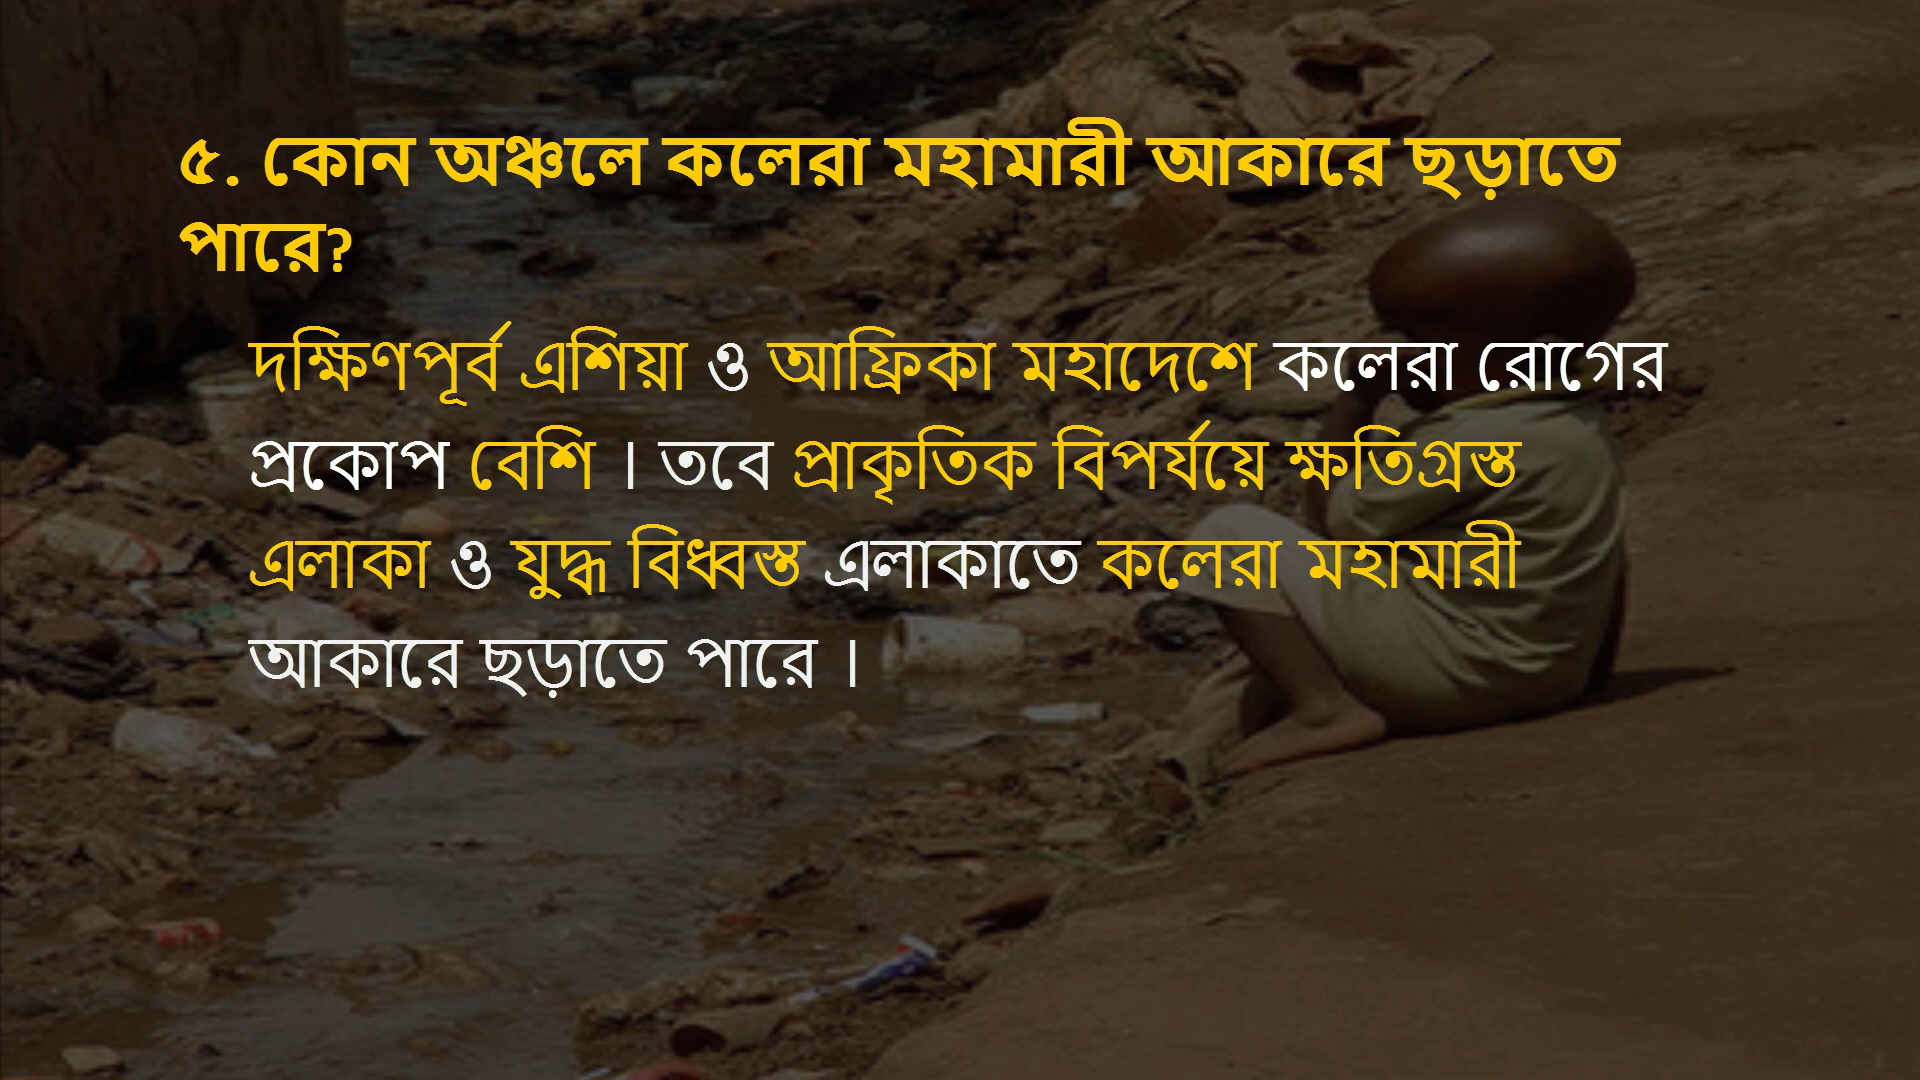 ৫. কোন অঞ্চলে কলেরা মহামারী আকারে ছড়াতে
পারে?
দক্ষিণপূর্ব এশিয়া ও আফ্রিকা মহাদেশে কলেরা রোগের
প্রকোপ বেশি । তবে প্রাকৃতিক বিপর্যয়ে ক্ষতিগ্রস্ত
এলাকা ও যুদ্ধ বিধ্বস্ত এলাকাতে কলেরা মহামারী
আকারে ছড়াতে পারে ।